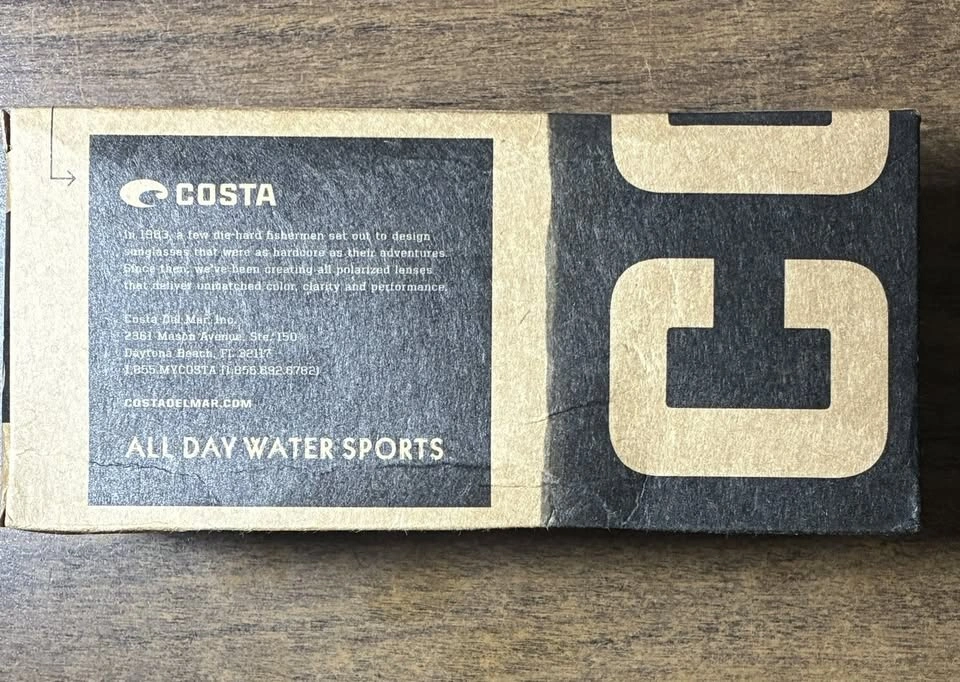 COSTA
In 1983, a few die-hard fishermen set out to design
sunglasses that were as hardcore as their adventures.
Since then, we've been creating all polarized lenses
that deliver unmatched color, clarity and performance.
Costa Del Mar, Inc.
2361 Mason Avenue, Ste. 150
Daytona Beach, FL 32117
1.855.MYCOSTA (1.855.692.6782)
COSTADELMAR.COM
ALL DAY WATER SPORTS
CO